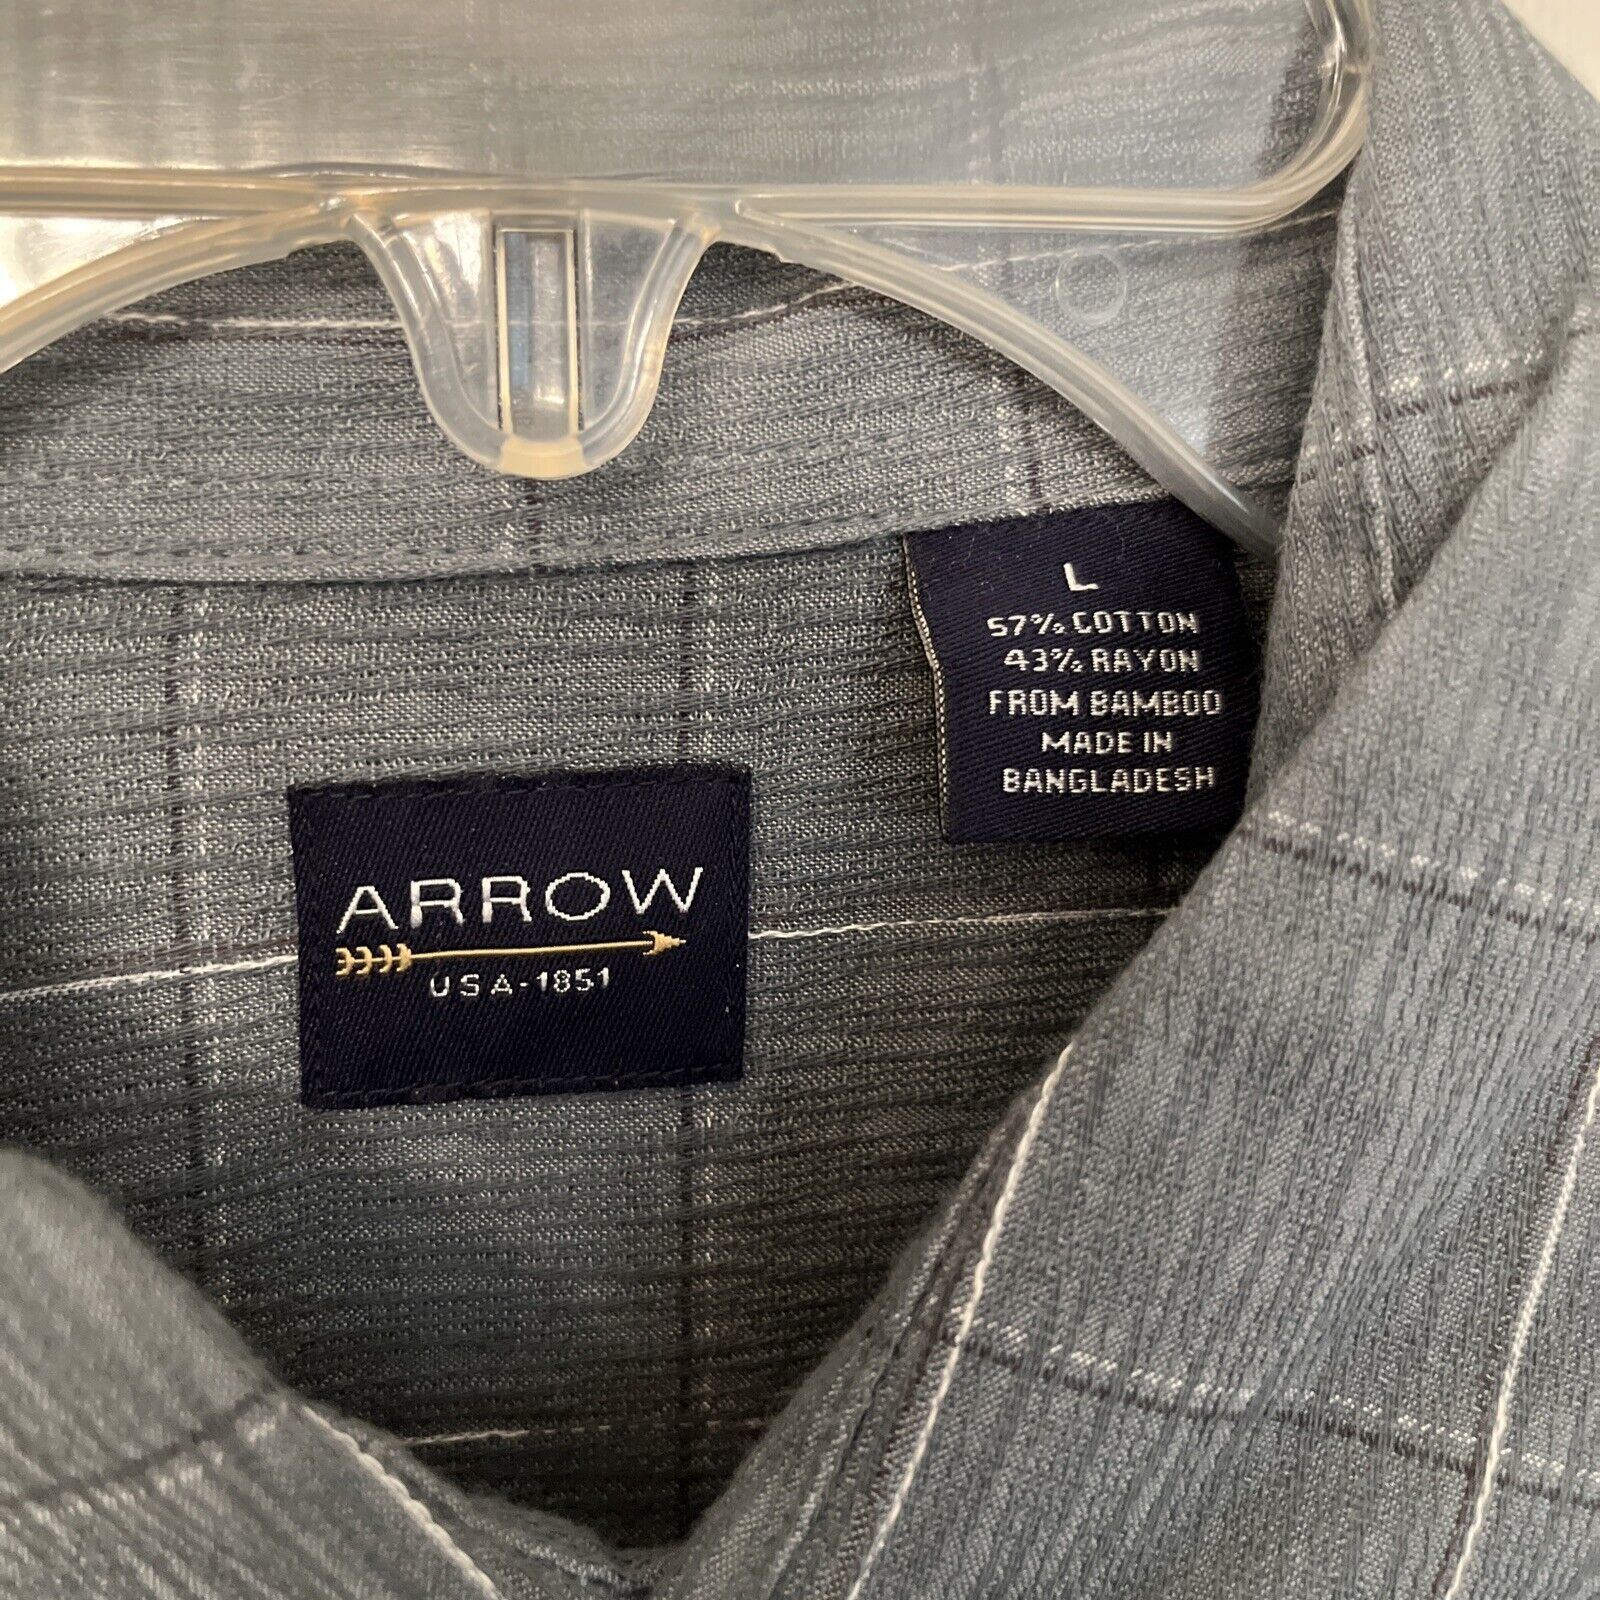 L
57% COTTON
43% RAYON
FROM BAMBOO
MADE IN
BANGLADESH
ARROW
USA-1851